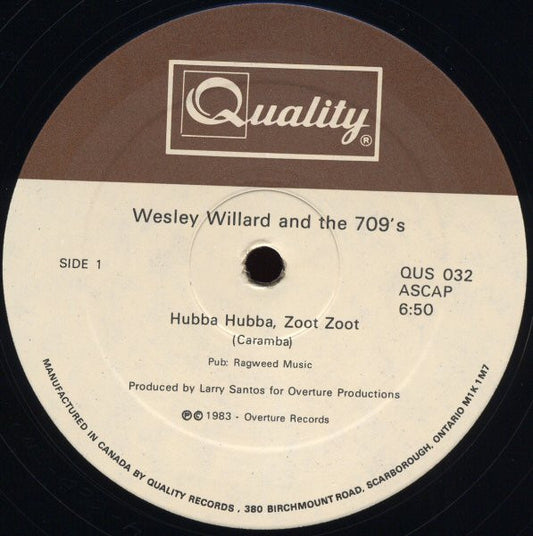 Quality®
Wesley Willard and the 709's
SIDE 1
QUS 032
ASCAP
6:50
Hubba Hubba, Zoot Zoot
(Caramba)
Pub: Ragweed Music
Produced by Larry Santos for Overture Productions
℗© 1983 - Overture Records
MANUFACTURED IN CANADA BY QUALITY RECORDS, 380 BIRCHMOUNT ROAD, SCARBOROUGH, ONTARIO M1K 1M7